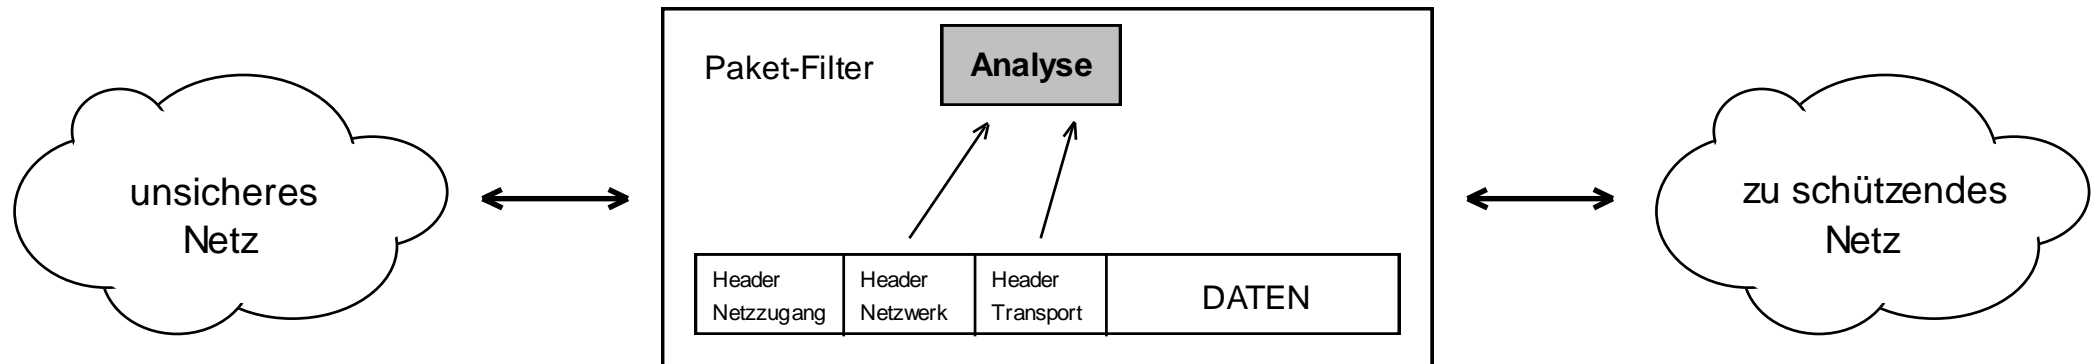 Paket-Filter
Analyse
unsicheres
Netz
zu schützendes
Netz
Header
Netzzugang
Header
Netzwerk
Header
Transport
DATEN